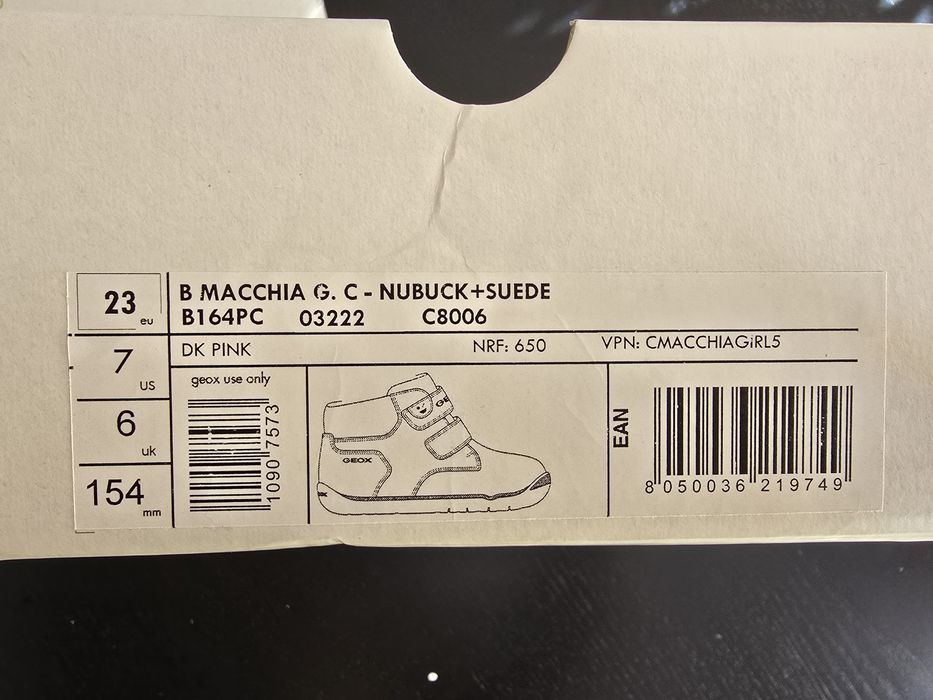 23 eu
B MACCHIA G. C - NUBUCK+SUEDE
B164PC 03222 C8006
7 us
DK PINK NRF: 650 VPN: CMACCHIAGiRL5
6 uk
154 mm
geox use only
1090 7573
GEOX
GE
EAN
8 050036 219749